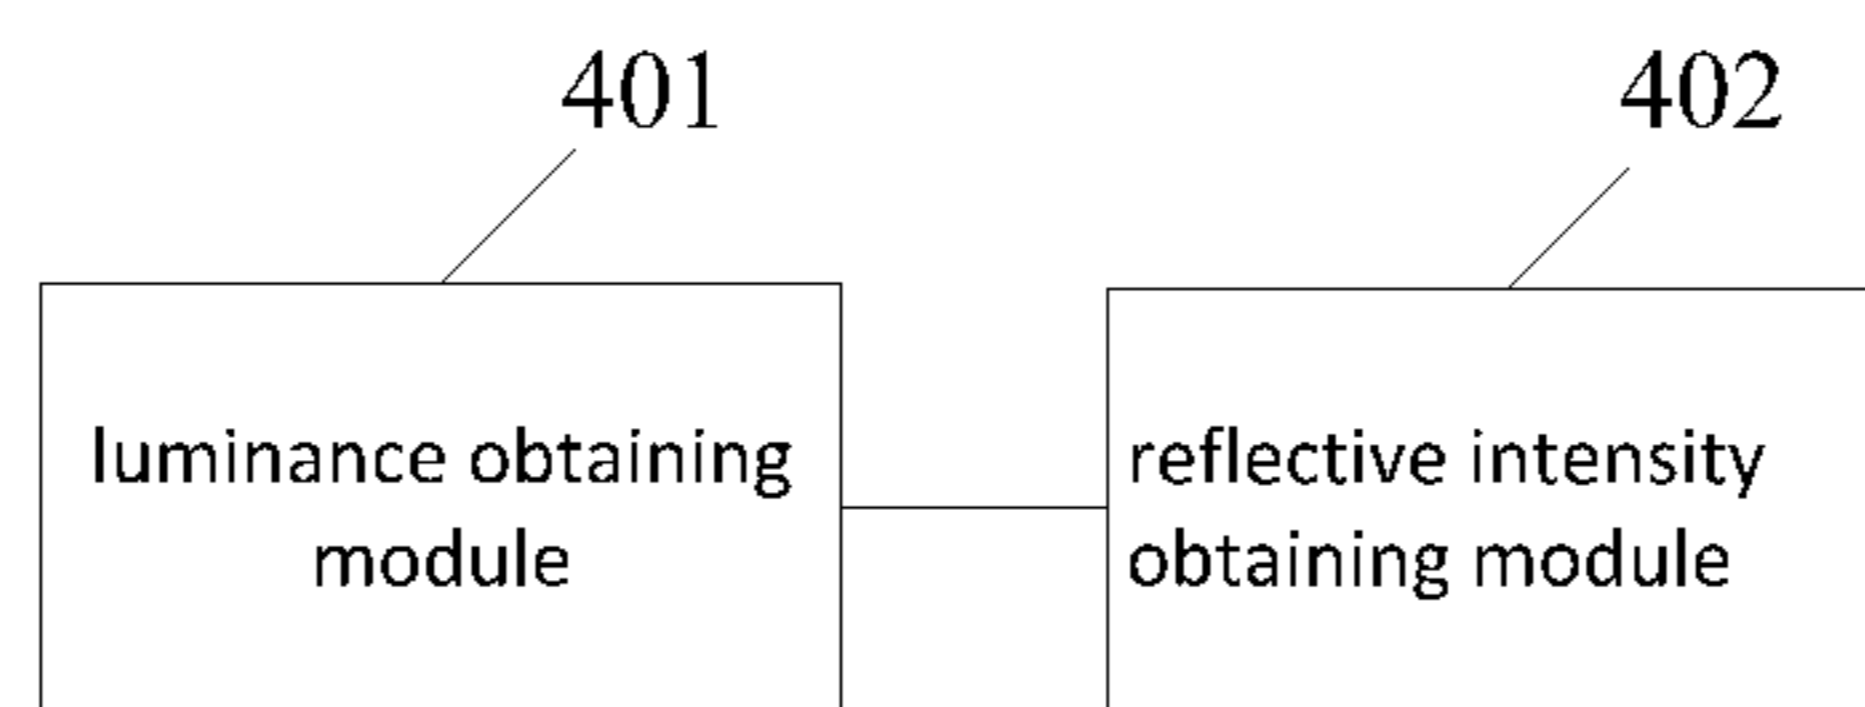 401
402
luminance obtaining
module
reflective intensity
obtaining module